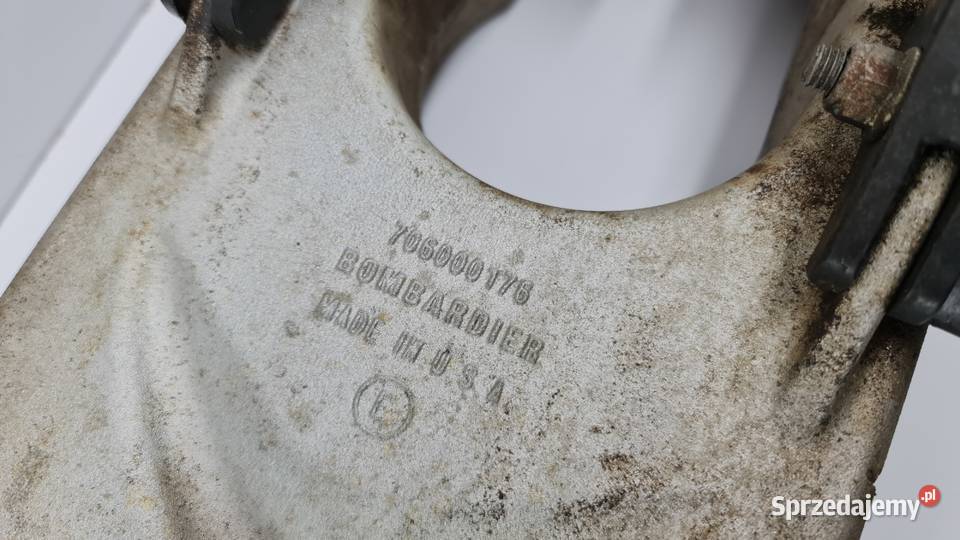 706000176
BOMBARDIER
MADE IN U S A
Sprzedajemy.pl